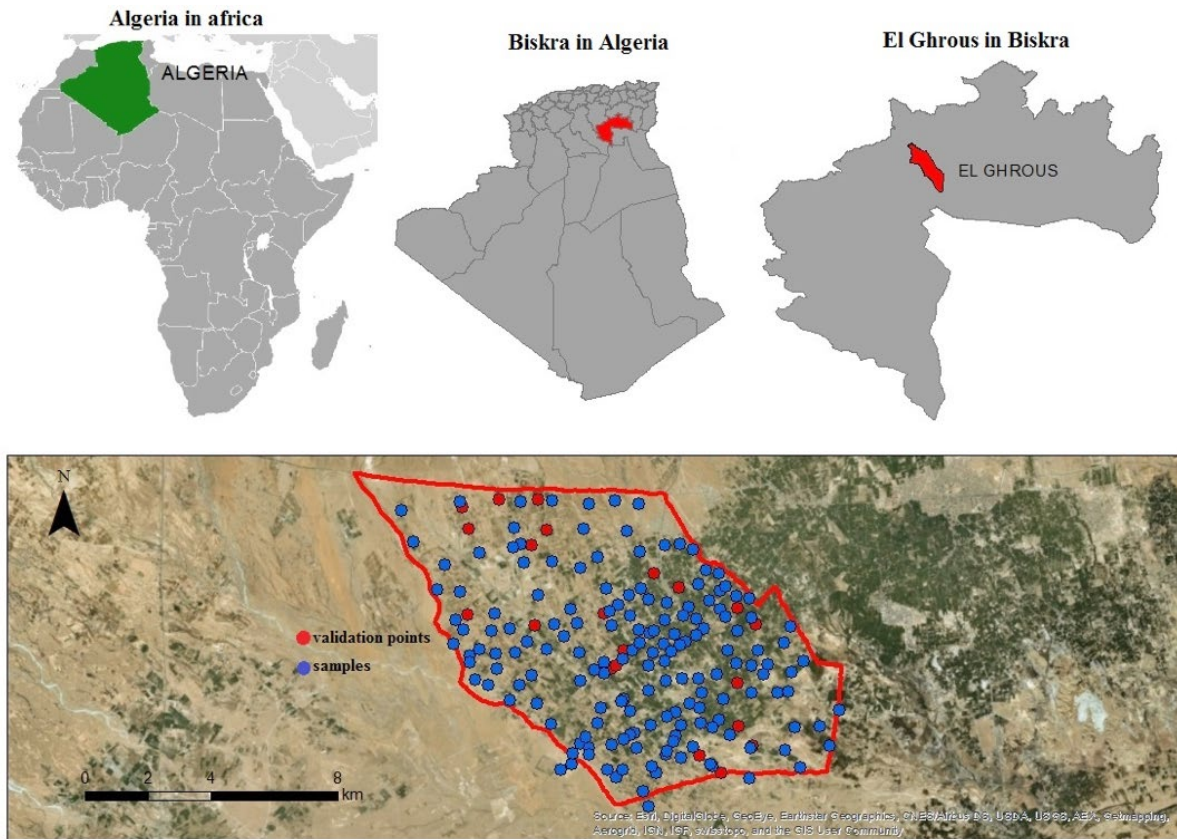 Algeria in africa
Biskra in Algeria
El Ghrous in Biskra
ALGERIA
EL GHROUS
N
validation points
samples
0 2 4 8
km
Source: Esri, DigitalGlobe, GeoEye, Earthstar Geographics, CNES/Airbus DS, USDA, USGS, AEX, Getmapping,
Aerogrid, IGN, IGP, swisstopo, and the GIS User Community